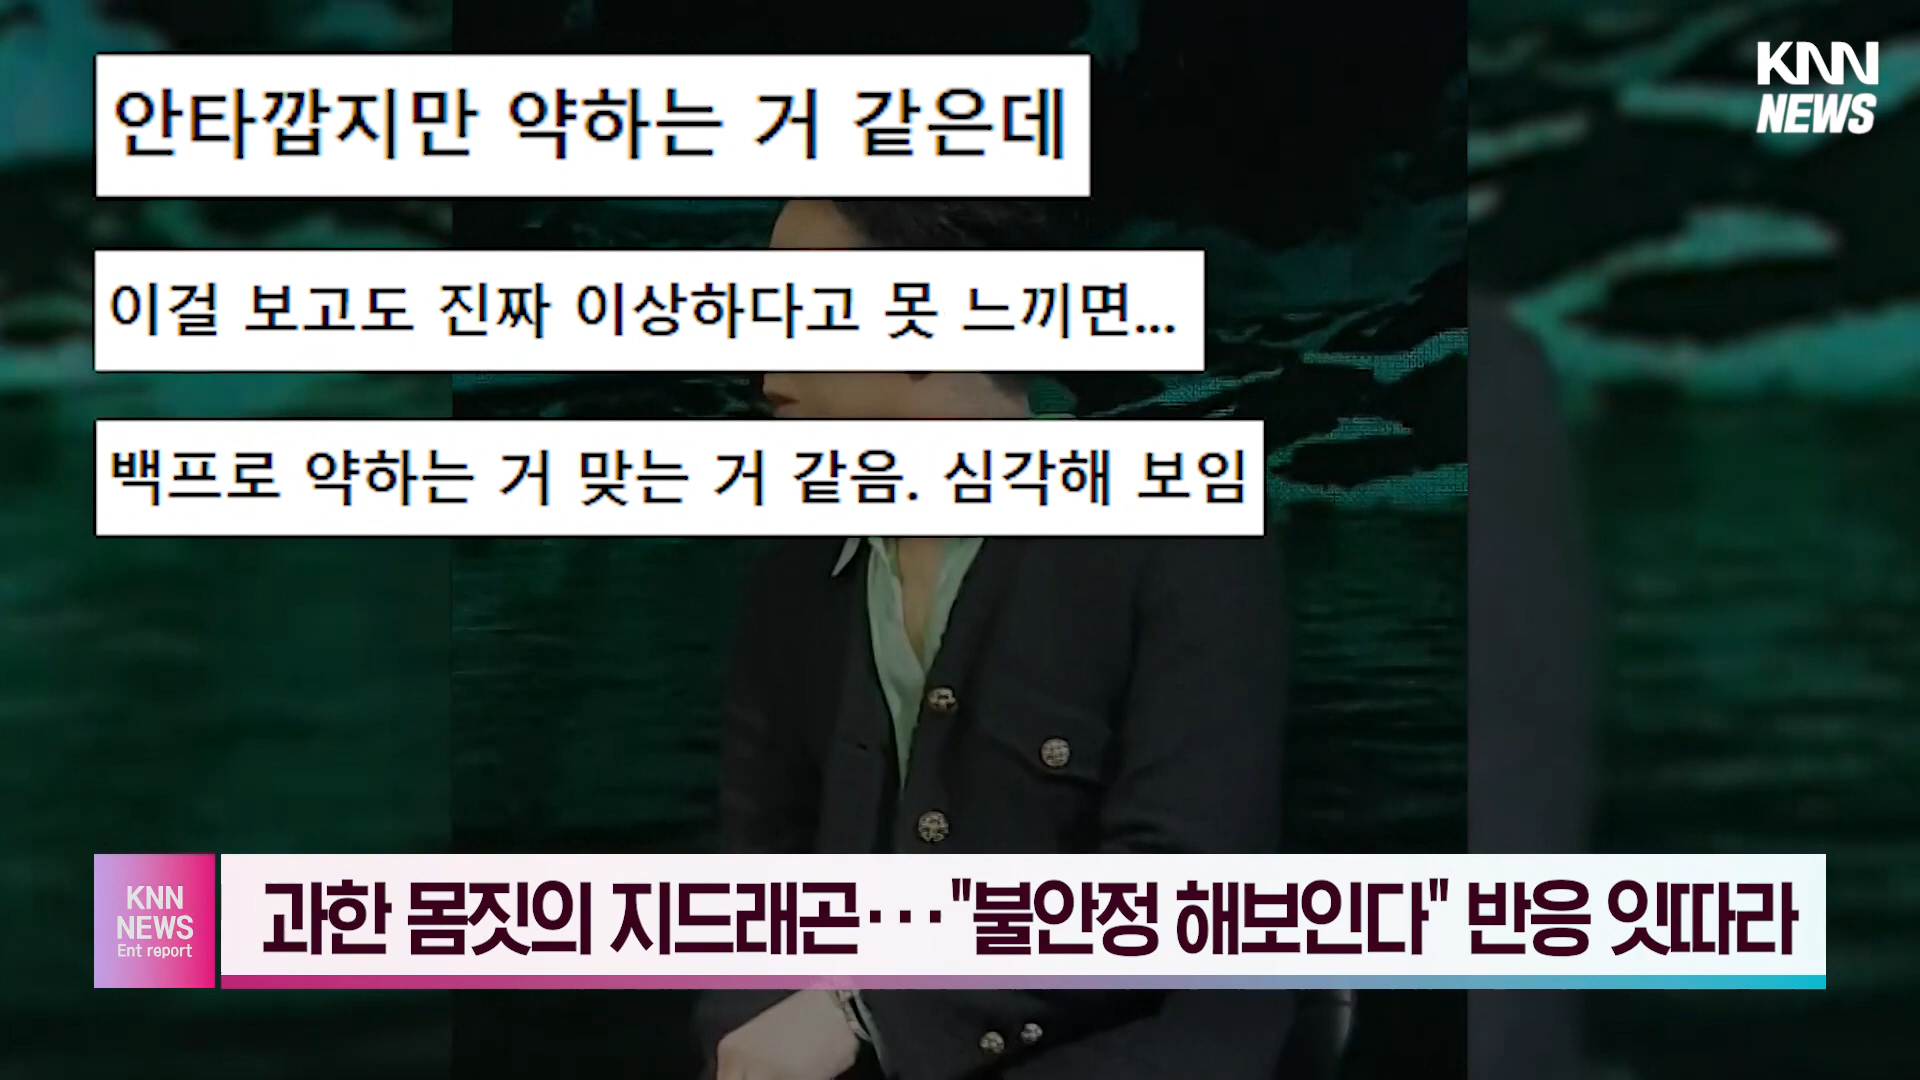 KNN
NEWS
안타깝지만 약하는 거 같은데
이걸 보고도 진짜 이상하다고 못 느끼면...
백프로 약하는 거 맞는 거 같음. 심각해 보임
KNN
NEWS
Ent report
과한 몸짓의 지드래곤···"불안정 해보인다" 반응 잇따라